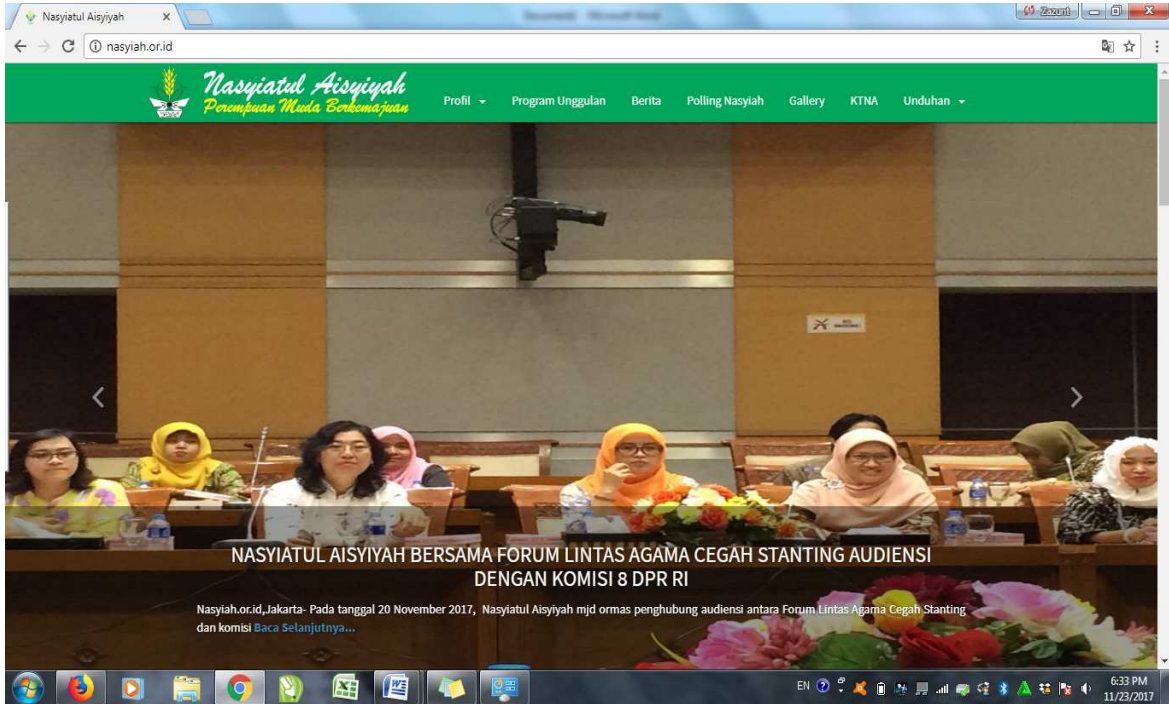 Nasyiatul Aisyiyah
Zazunt
nasyiah.or.id
Nasyiatul Aisyiyah
Perempuan Muda Berkemajuan
Profil Program Unggulan Berita Polling Nasyiah Gallery KTNA Unduhan
NASYIATUL AISYIYAH BERSAMA FORUM LINTAS AGAMA CEGAH STANTING AUDIENSI
DENGAN KOMISI 8 DPR RI
Nasyiah.or.id,Jakarta- Pada tanggal 20 November 2017, Nasyiatul Aisyiyah mjd ormas penghubung audiensi antara Forum Lintas Agama Cegah Stanting
dan komisi Baca Selanjutnya...
EN
6:33 PM
11/23/2017